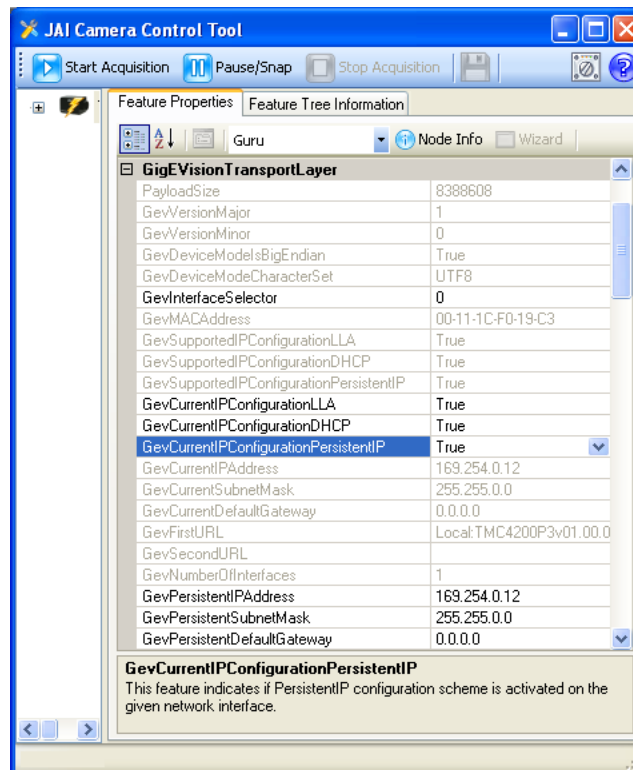 JAI Camera Control Tool
Start Acquisition Pause/Snap Stop Acquisition
Feature Properties Feature Tree Information
Guru Node Info Wizard
GigEVisionTransportLayer
PayloadSize 8388608
GevVersionMajor 1
GevVersionMinor 0
GevDeviceModeIsBigEndian True
GevDeviceModeCharacterSet UTF8
GevInterfaceSelector 0
GevMACAddress 00-11-1C-F0-19-C3
GevSupportedIPConfigurationLLA True
GevSupportedIPConfigurationDHCP True
GevSupportedIPConfigurationPersistentIP True
GevCurrentIPConfigurationLLA True
GevCurrentIPConfigurationDHCP True
GevCurrentIPConfigurationPersistentIP True
GevCurrentIPAddress 169.254.0.12
GevCurrentSubnetMask 255.255.0.0
GevCurrentDefaultGateway 0.0.0.0
GevFirstURL Local:TMC4200P3v01.00.0
GevSecondURL
GevNumberOfInterfaces 1
GevPersistentIPAddress 169.254.0.12
GevPersistentSubnetMask 255.255.0.0
GevPersistentDefaultGateway 0.0.0.0
GevCurrentIPConfigurationPersistentIP
This feature indicates if PersistentIP configuration scheme is activated on the
given network interface.